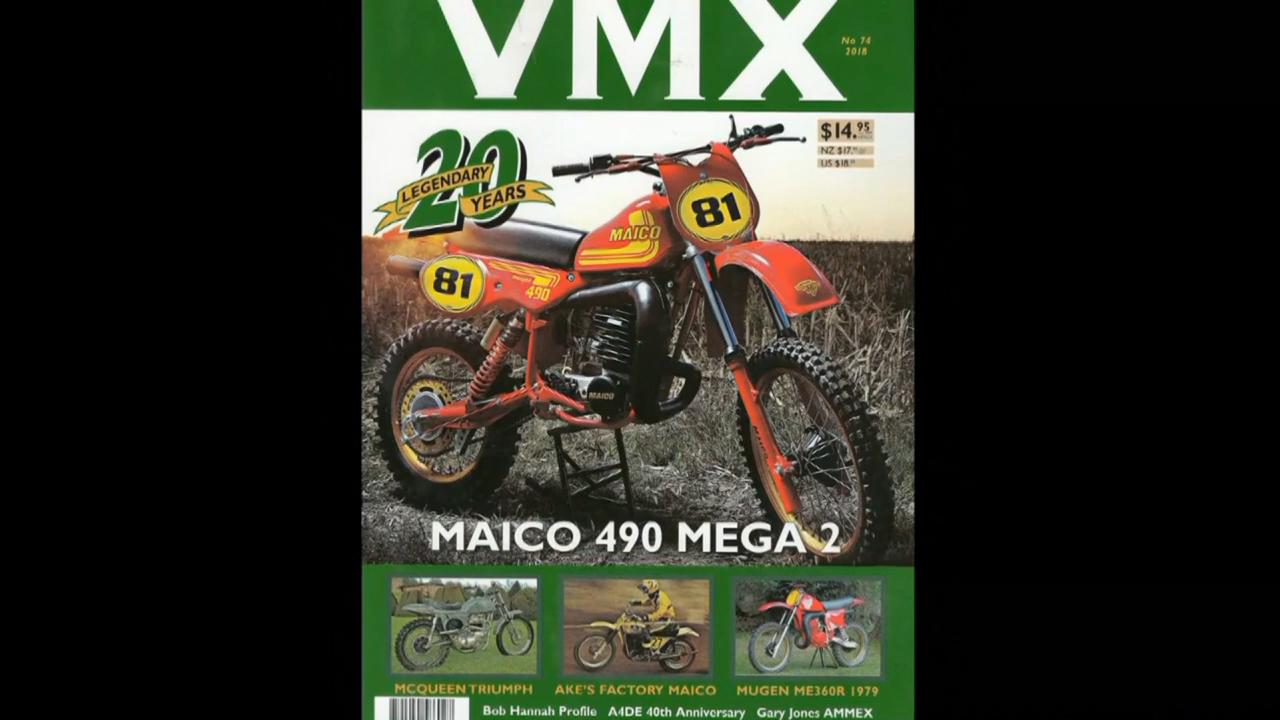 VMX
No 74
2018
$14.95
NZ $17.
US $18.
20
LEGENDARY
YEARS
81
MAICO
81
490
MAICO
MAICO 490 MEGA 2
27
MCQUEEN TRIUMPH AKE'S FACTORY MAICO MUGEN ME360R 1979
Bob Hannah Profile A4DE 40th Anniversary Gary Jones AMMEX